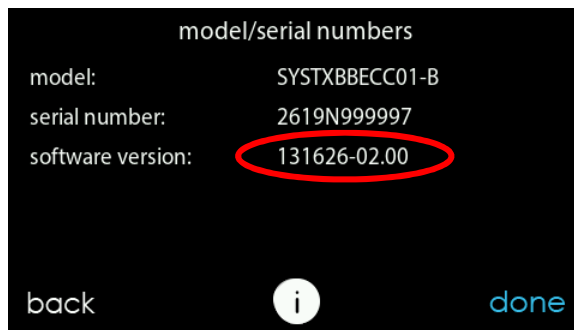 model/serial numbers
model: SYSTXBBECC01-B
serial number: 2619N999997
software version: 131626-02.00
back i done